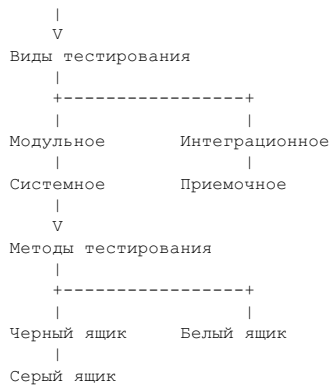 |
V
Виды тестирования
|
+-----------------+
| |
Модульное Интеграционное
| |
Системное Приемочное
|
V
Методы тестирования
|
+-----------------+
| |
Черный ящик Белый ящик
|
Серый ящик